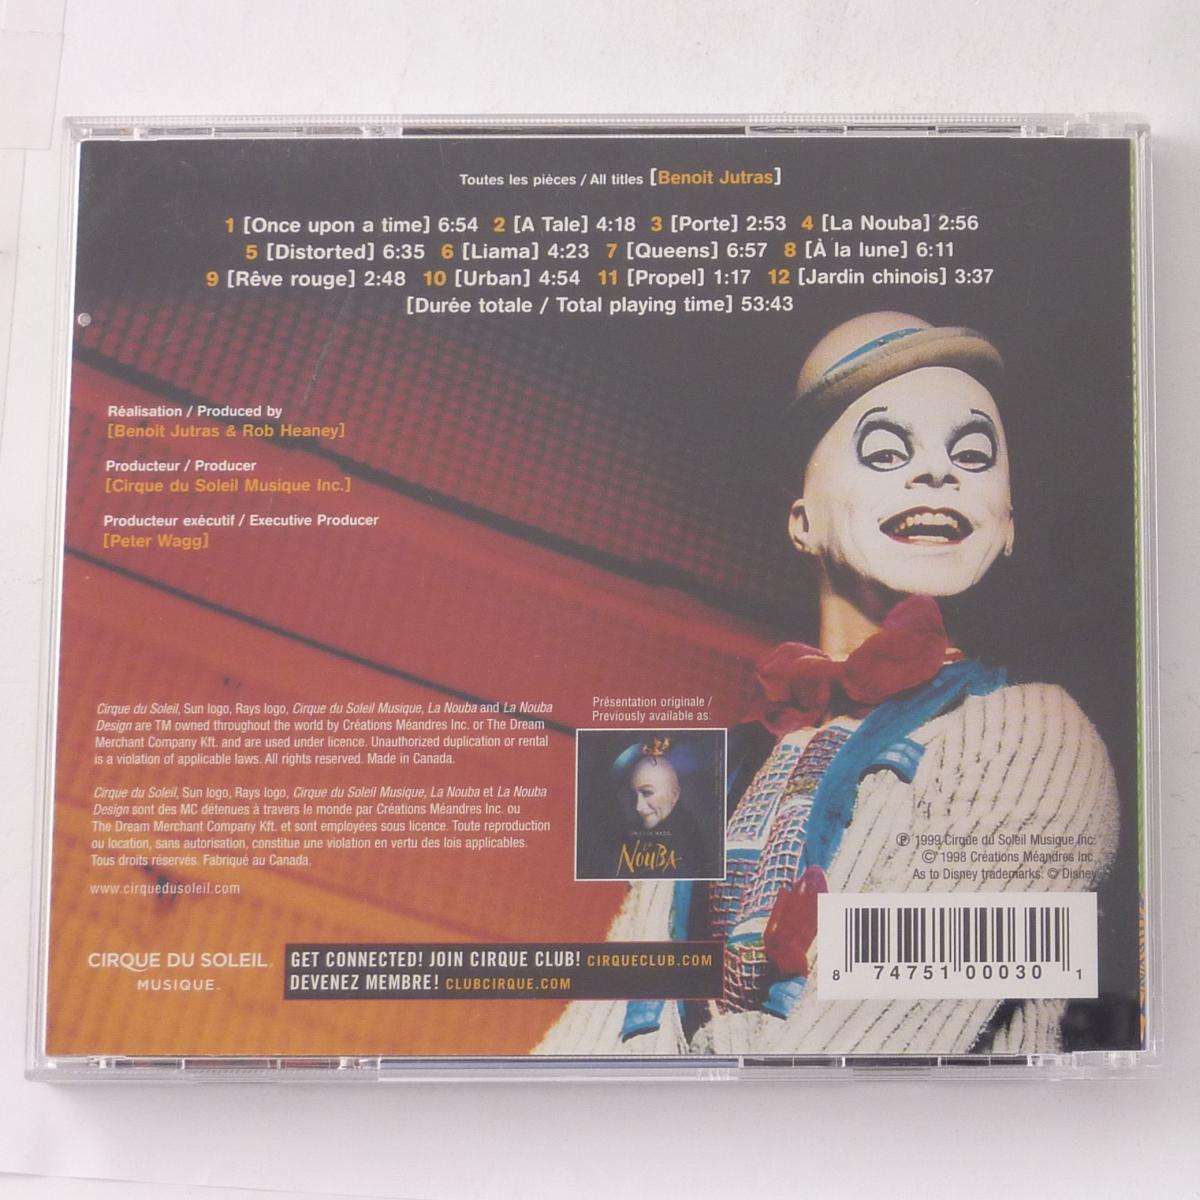 Toutes les pièces / All titles [Benoit Jutras]
1 [Once upon a time] 6:54 2 [A Tale] 4:18 3 [Porte] 2:53 4 [La Nouba] 2:56
5 [Distorted] 6:35 6 [Liama] 4:23 7 [Queens] 6:57 8 [À la lune] 6:11
9 [Rêve rouge] 2:48 10 [Urban] 4:54 11 [Propel] 1:17 12 [Jardin chinois] 3:37
[Durée totale / Total playing time] 53:43
Réalisation / Produced by
[Benoit Jutras & Rob Heaney]
Producteur / Producer
[Cirque du Soleil Musique Inc.]
Producteur exécutif / Executive Producer
[Peter Wagg]
Cirque du Soleil, Sun logo, Rays logo, Cirque du Soleil Musique, La Nouba and La Nouba
Design are TM owned throughout the world by Créations Méandres Inc. or The Dream
Merchant Company Kft. and are used under licence. Unauthorized duplication or rental
is a violation of applicable laws. All rights reserved. Made in Canada.
Cirque du Soleil, Sun logo, Rays logo, Cirque du Soleil Musique, La Nouba et La Nouba
Design sont des MC détenues à travers le monde par Créations Méandres Inc. ou
The Dream Merchant Company Kft. et sont employées sous licence. Toute reproduction
ou location, sans autorisation, constitue une violation en vertu des lois applicables.
Tous droits réservés. Fabriqué au Canada.
www.cirquedusoleil.com
Présentation originale /
Previously available as:
NOUBA
℗ 1999 Cirque du Soleil Musique Inc.
© 1998 Créations Méandres Inc.
As to Disney trademarks: © Disney
CIRQUE DU SOLEIL
MUSIQUE™
GET CONNECTED! JOIN CIRQUE CLUB! CIRQUECLUB.COM
DEVENEZ MEMBRE! CLUBCIRQUE.COM
8 74751 00030 1